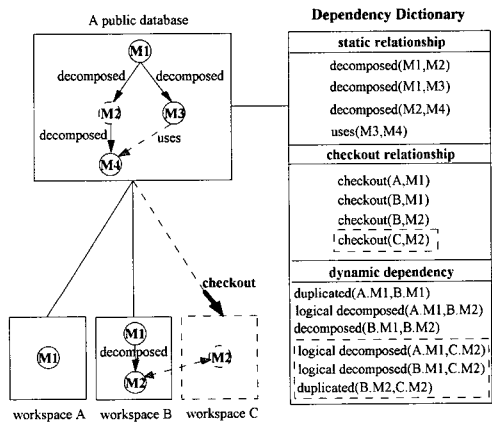 A public database
M1
decomposed
decomposed
M2
M3
decomposed
uses
M4
checkout
M1
M1
decomposed
M2
M2
workspace A
workspace B
workspace C
Dependency Dictionary
static relationship
decomposed(M1,M2)
decomposed(M1,M3)
decomposed(M2,M4)
uses(M3,M4)
checkout relationship
checkout(A,M1)
checkout(B,M1)
checkout(B,M2)
checkout(C,M2)
dynamic dependency
duplicated(A.M1,B.M1)
logical decomposed(A.M1,B.M2)
decomposed(B.M1,B.M2)
logical decomposed(A.M1,C.M2)
logical decomposed(B.M1,C.M2)
duplicated(B.M2,C.M2)